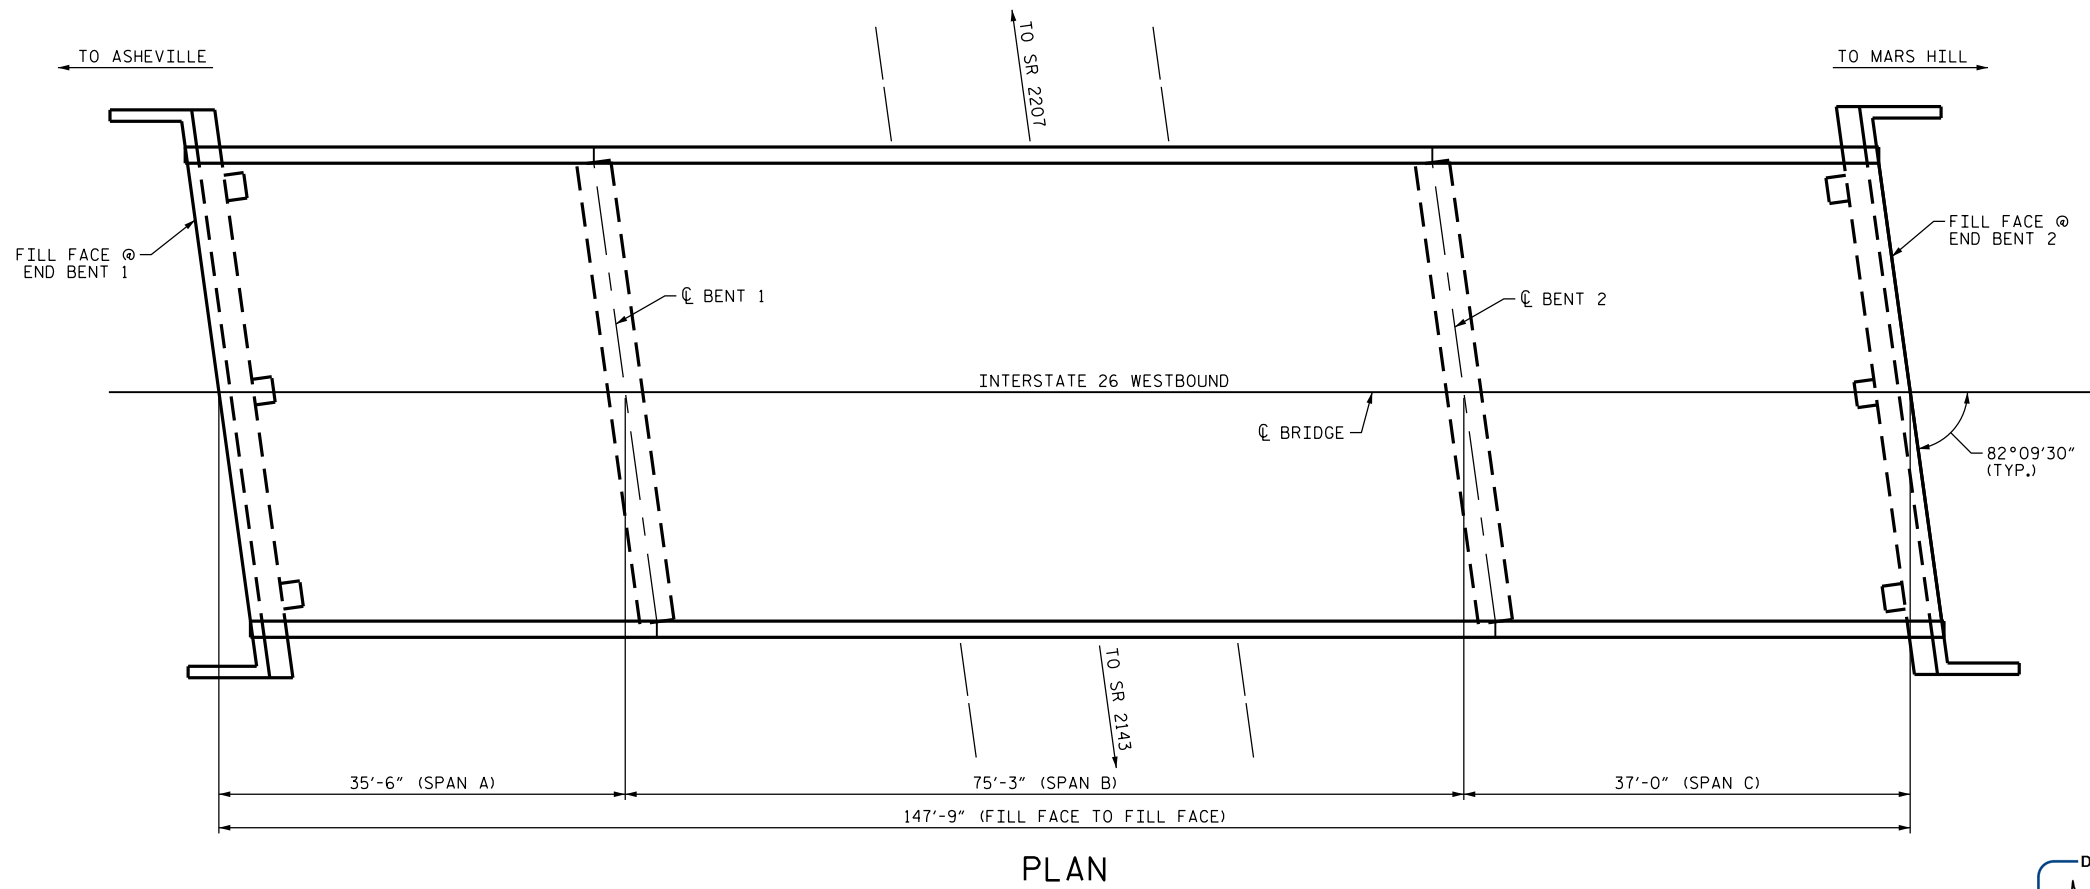 TO ASHEVILLE
TO SR 2207
TO MARS HILL
FILL FACE @
END BENT 1
FILL FACE @
END BENT 2
℄ BENT 1
℄ BENT 2
INTERSTATE 26 WESTBOUND
℄ BRIDGE
82°09'30"
(TYP.)
TO SR 2143
35'-6" (SPAN A)
75'-3" (SPAN B)
37'-0" (SPAN C)
147'-9" (FILL FACE TO FILL FACE)
PLAN
D